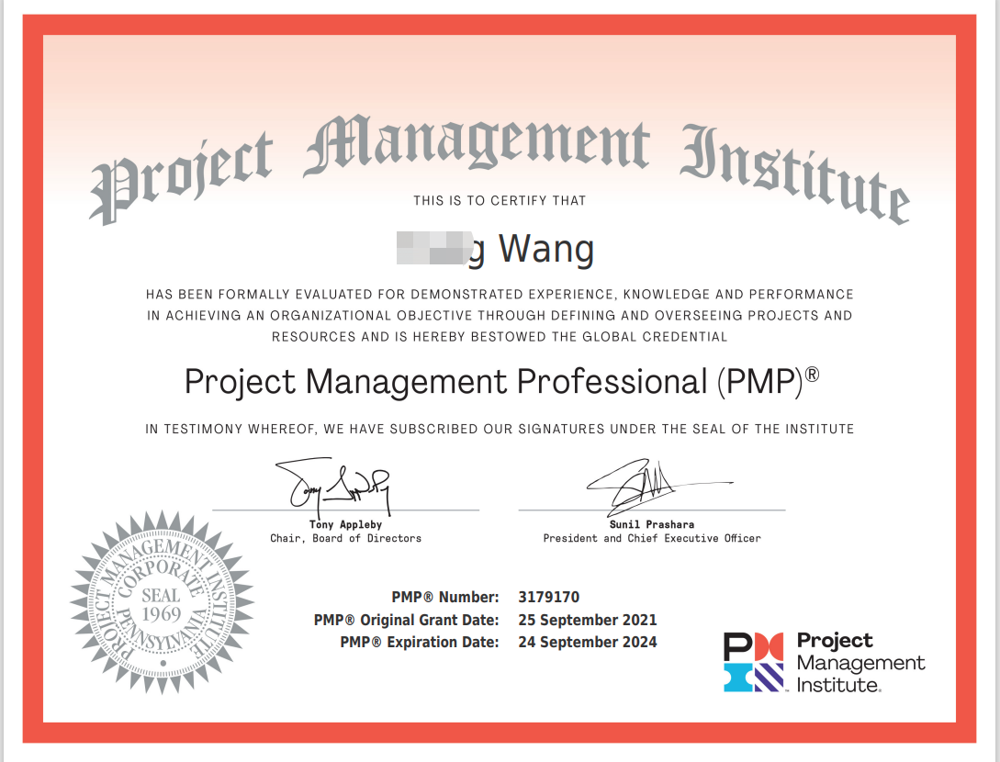 Project Management Institute
THIS IS TO CERTIFY THAT
g Wang
HAS BEEN FORMALLY EVALUATED FOR DEMONSTRATED EXPERIENCE, KNOWLEDGE AND PERFORMANCE
IN ACHIEVING AN ORGANIZATIONAL OBJECTIVE THROUGH DEFINING AND OVERSEEING PROJECTS AND
RESOURCES AND IS HEREBY BESTOWED THE GLOBAL CREDENTIAL
Project Management Professional (PMP)®
IN TESTIMONY WHEREOF, WE HAVE SUBSCRIBED OUR SIGNATURES UNDER THE SEAL OF THE INSTITUTE
Tony Appleby
Chair, Board of Directors
Sunil Prashara
President and Chief Executive Officer
PROJECT MANAGEMENT INSTITUTE
CORPORATE
SEAL
1969
PENNSYLVANIA
PMP® Number: 3179170
PMP® Original Grant Date: 25 September 2021
PMP® Expiration Date: 24 September 2024
Project
Management
Institute®